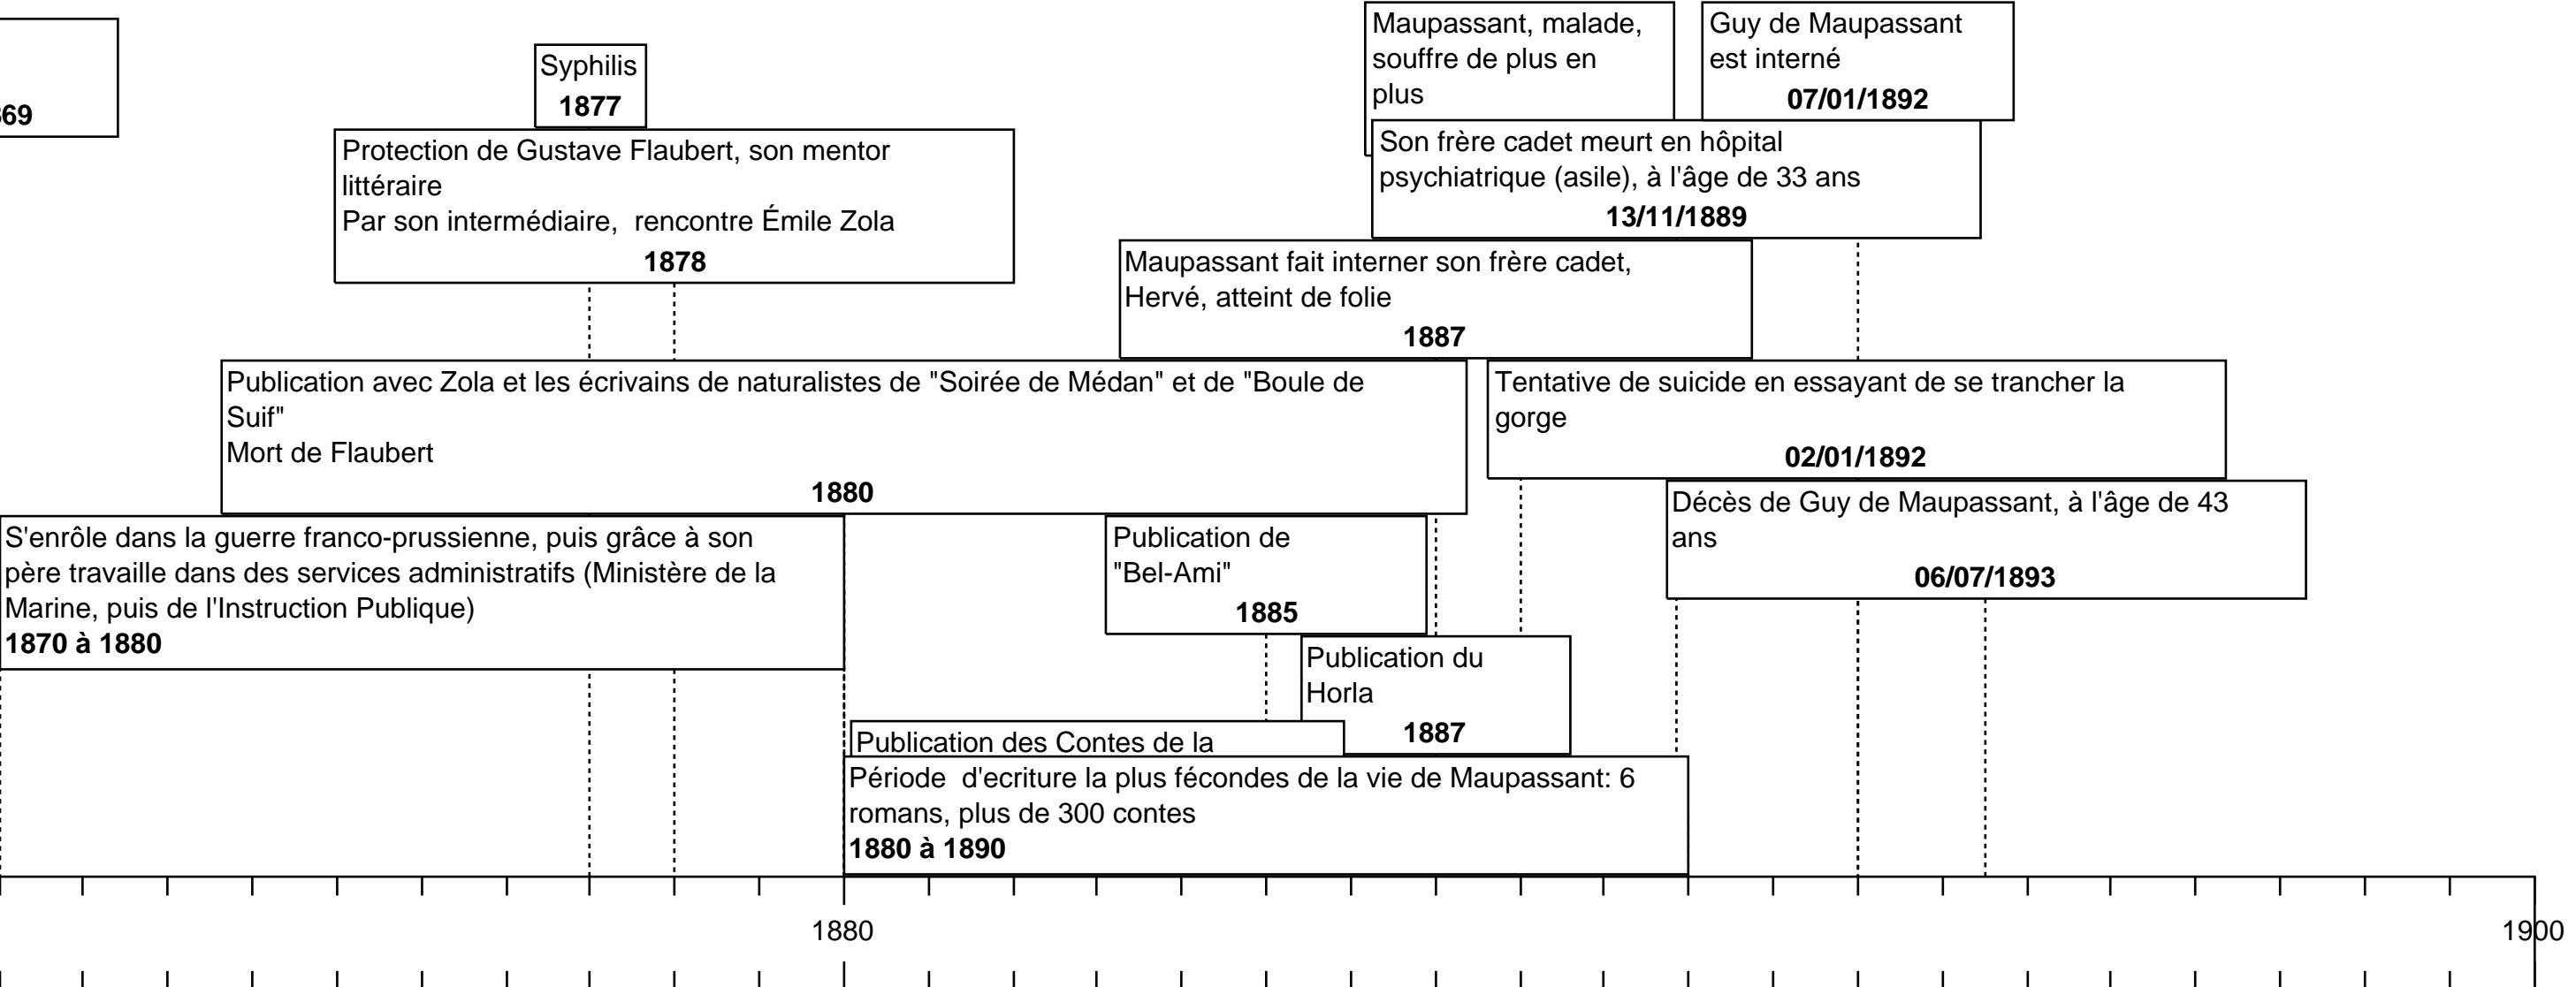 69
Syphilis
1877
Maupassant, malade,
souffre de plus en
plus
Guy de Maupassant
est interné
07/01/1892
Protection de Gustave Flaubert, son mentor
littéraire
Par son intermédiaire,  rencontre Émile Zola
1878
Son frère cadet meurt en hôpital
psychiatrique (asile), à l'âge de 33 ans
13/11/1889
Maupassant fait interner son frère cadet,
Hervé, atteint de folie
1887
Publication avec Zola et les écrivains de naturalistes de "Soirée de Médan" et de "Boule de
Suif"
Mort de Flaubert
1880
Tentative de suicide en essayant de se trancher la
gorge
02/01/1892
Décès de Guy de Maupassant, à l'âge de 43
ans
06/07/1893
S'enrôle dans la guerre franco-prussienne, puis grâce à son
père travaille dans des services administratifs (Ministère de la
Marine, puis de l'Instruction Publique)
1870 à 1880
Publication de
"Bel-Ami"
1885
Publication du
Horla
1887
Publication des Contes de la
Période  d'ecriture la plus fécondes de la vie de Maupassant: 6
romans, plus de 300 contes
1880 à 1890
1880
1900